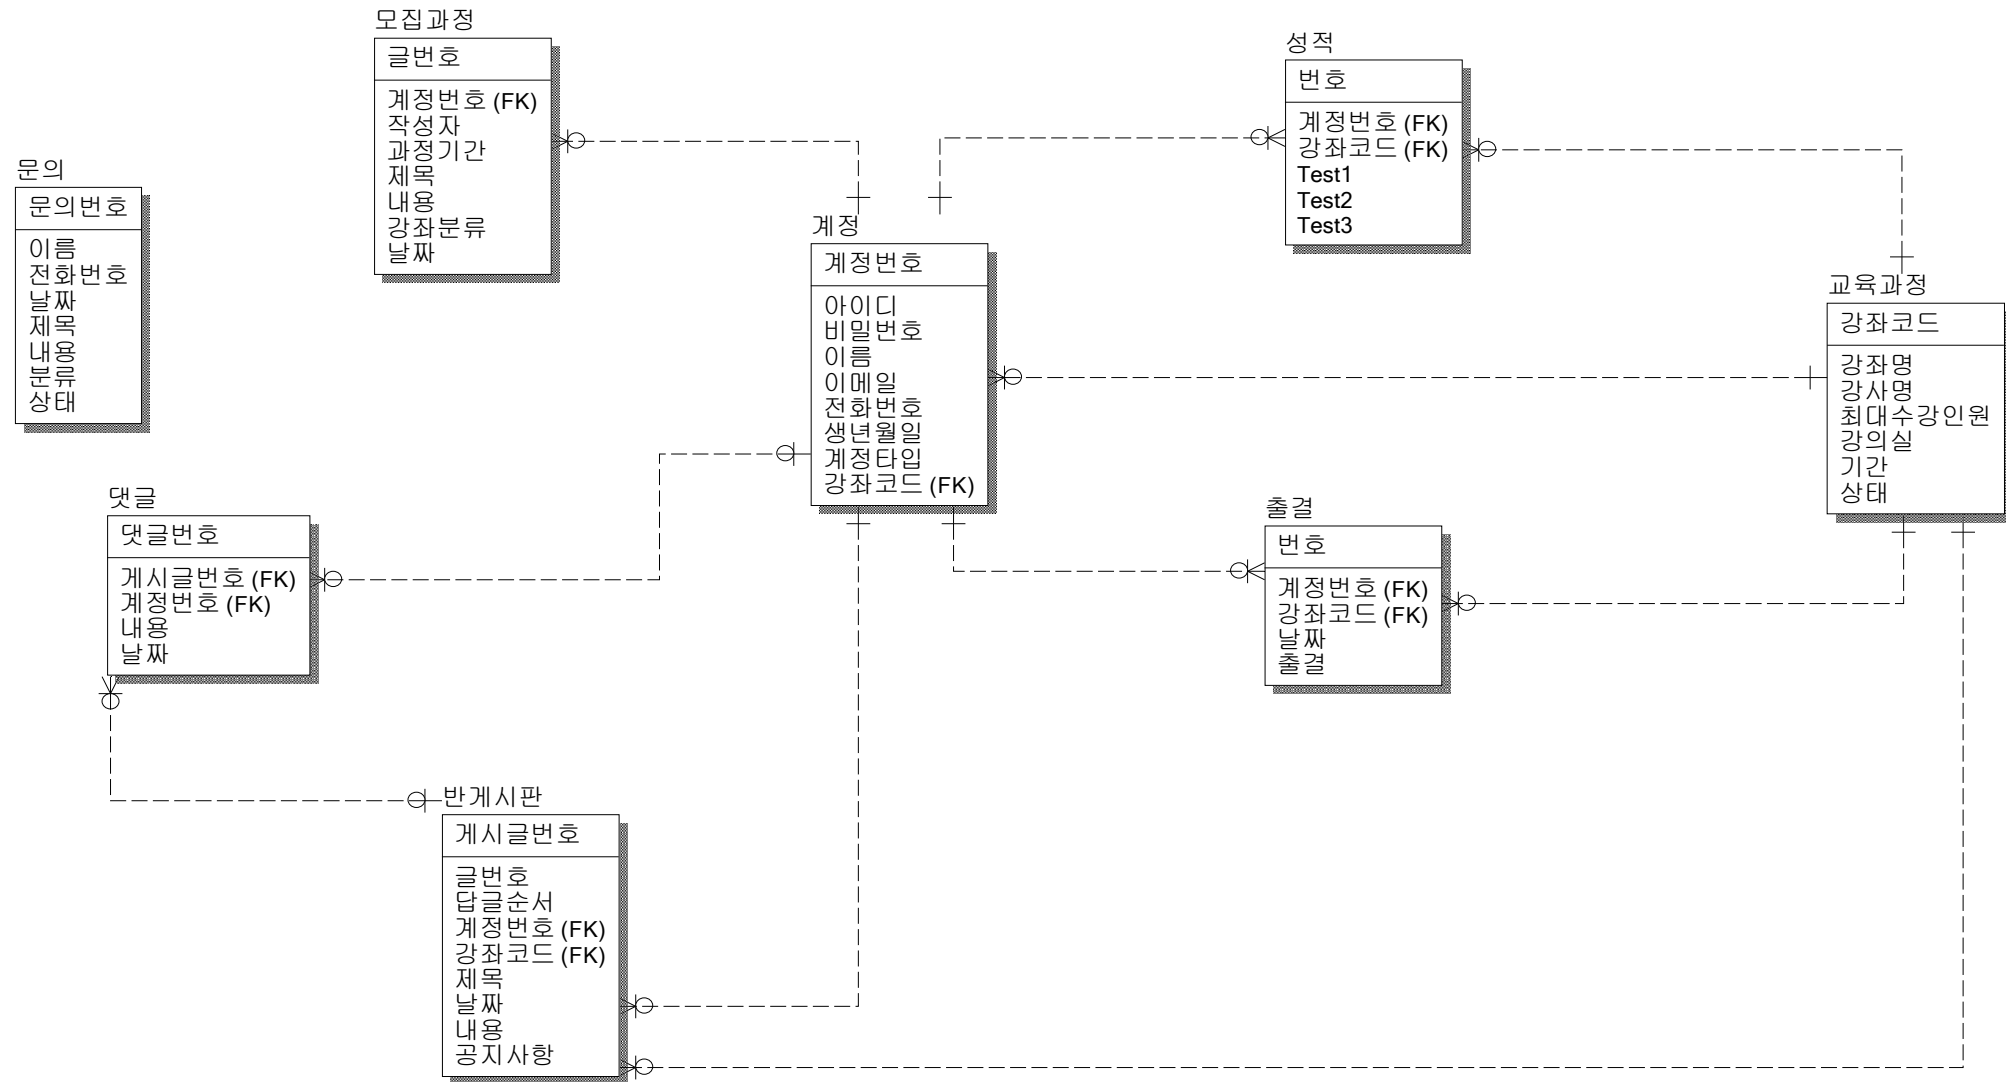 모집과정
글번호
계정번호 (FK)
작성자
과정기간
제목
내용
강좌분류
날짜
성적
번호
계정번호 (FK)
강좌코드 (FK)
Test1
Test2
Test3
문의
문의번호
이름
전화번호
날짜
제목
내용
분류
상태
계정
계정번호
아이디
비밀번호
이름
이메일
전화번호
생년월일
계정타입
강좌코드 (FK)
교육과정
강좌코드
강좌명
강사명
최대수강인원
강의실
기간
상태
댓글
댓글번호
게시글번호 (FK)
계정번호 (FK)
내용
날짜
출결
번호
계정번호 (FK)
강좌코드 (FK)
날짜
출결
반게시판
게시글번호
글번호
답글순서
계정번호 (FK)
강좌코드 (FK)
제목
날짜
내용
공지사항